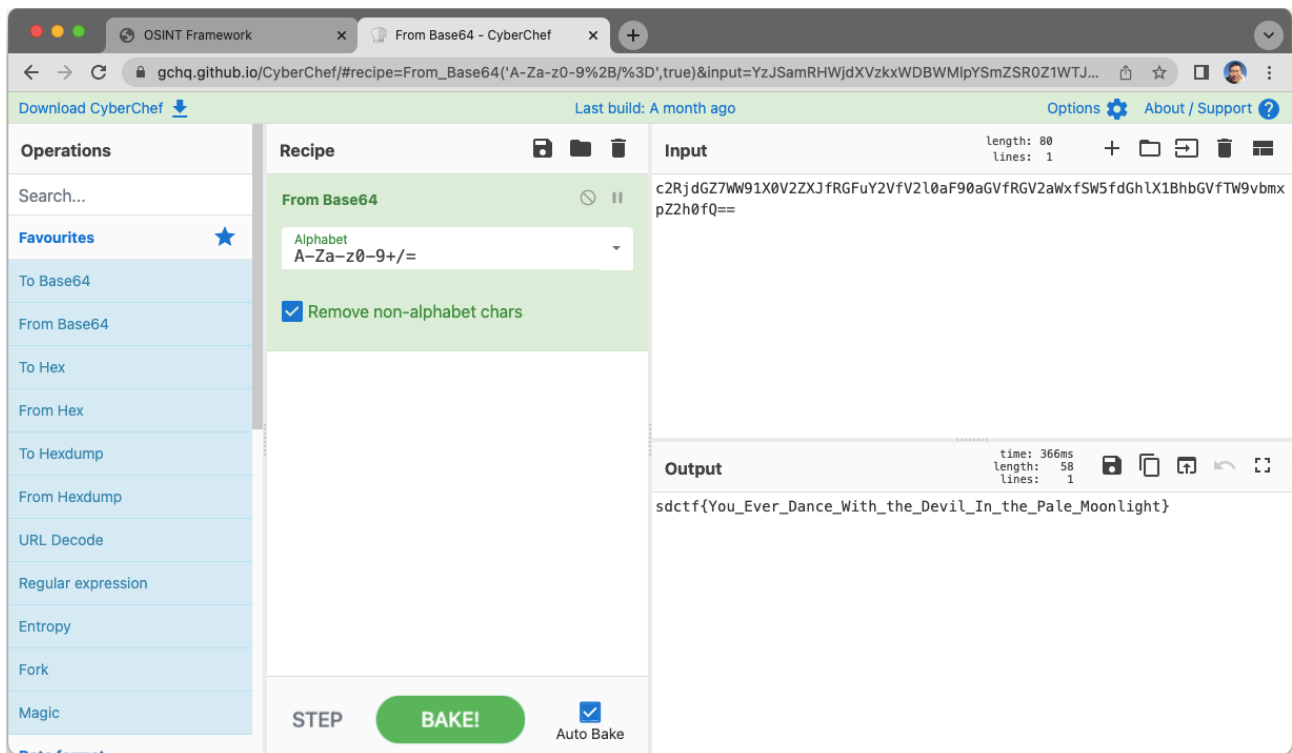 OSINT Framework
From Base64 - CyberChef
gchq.github.io/CyberChef/#recipe=From_Base64('A-Za-z0-9%2B/%3D',true)&input=YzJSamRHWjdXVzkxWDBWMlpYSmZSR0Z1WTJ...
Download CyberChef
Last build: A month ago
Options
About / Support
Operations
Recipe
Input
length: 80
lines: 1
Search...
From Base64
c2RjdGZ7WW91X0V2ZXJfRGFuY2VfV2l0aF90aGVfRGV2aWxfSW5fdGhlX1BhbGVfTW9vbmx
pZ2h0fQ==
Favourites
Alphabet
A-Za-z0-9+/=
To Base64
Remove non-alphabet chars
From Base64
To Hex
From Hex
To Hexdump
Output
time: 366ms
length: 58
lines: 1
From Hexdump
sdctf{You_Ever_Dance_With_the_Devil_In_the_Pale_Moonlight}
URL Decode
Regular expression
Entropy
Fork
Magic
STEP
BAKE!
Auto Bake
Data format